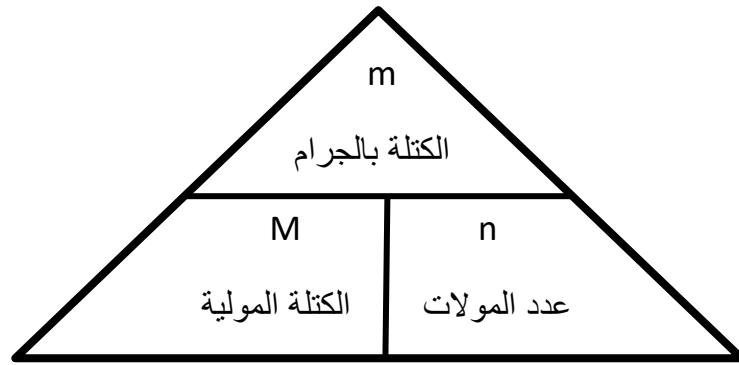 m
الكتلة بالجرام
n
عدد المولات
M
الكتلة المولية